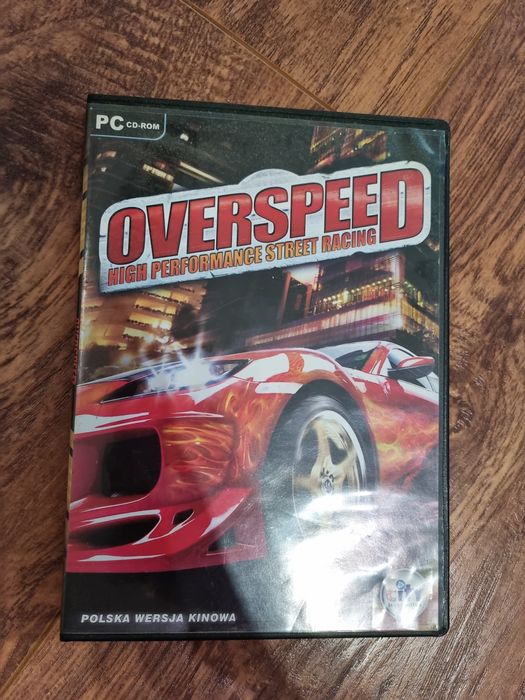 PC CD-ROM
OVERSPEED
HIGH PERFORMANCE STREET RACING
POLSKA WERSJA KINOWA